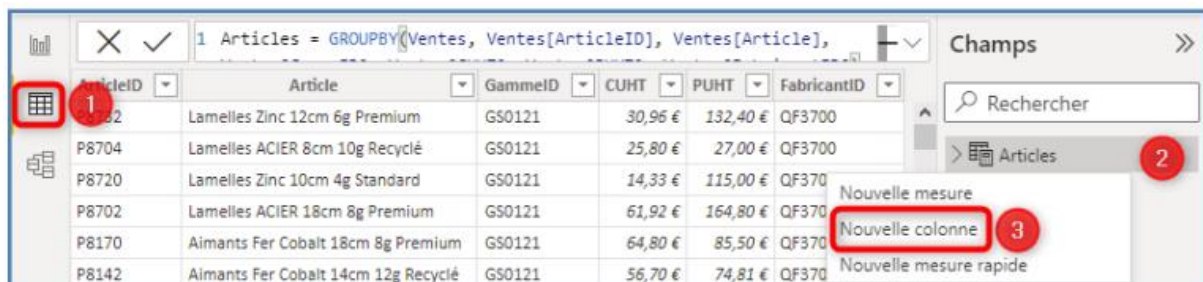 1 Articles = GROUPBY(Ventes, Ventes[ArticleID], Ventes[Article],
Champs
ArticleID Article GammeID CUHT PUHT FabricantID
Rechercher
1
Lamelles Zinc 12cm 6g Premium GS0121 30,96 € 132,40 € QF3700
P8704 Lamelles ACIER 8cm 10g Recyclé GS0121 25,80 € 27,00 € QF3700
Articles 2
P8720 Lamelles Zinc 10cm 4g Standard GS0121 14,33 € 115,00 € QF370
Nouvelle mesure
P8702 Lamelles ACIER 18cm 8g Premium GS0121 61,92 € 164,80 € QF370
Nouvelle colonne 3
P8170 Aimants Fer Cobalt 18cm 8g Premium GS0121 64,80 € 85,50 € QF370
Nouvelle mesure rapide
P8142 Aimants Fer Cobalt 14cm 12g Recyclé GS0121 56,70 € 74,81 € QF370